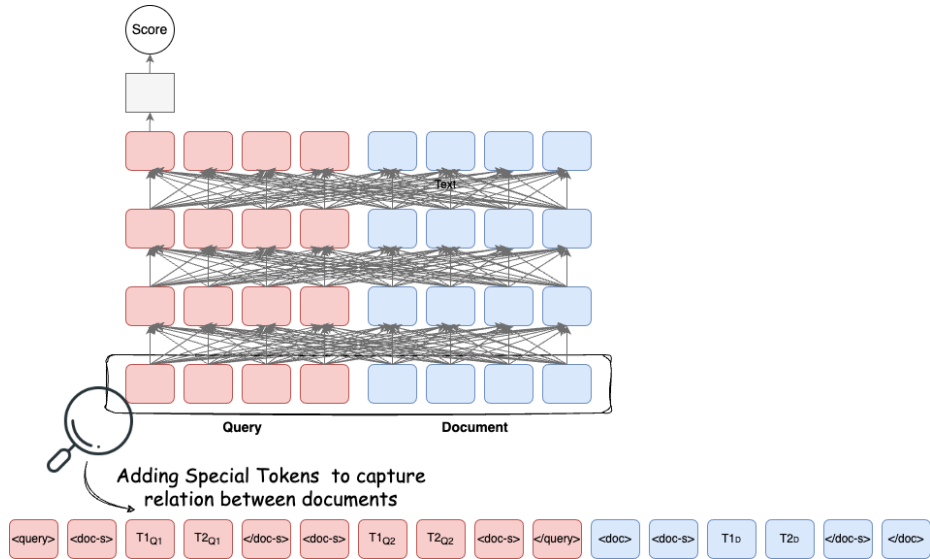 Score
Text
Query Document
Adding Special Tokens to capture
relation between documents
<query> <doc-s> T1Q1 T2Q1 </doc-s> <doc-s> T1Q2 T2Q2 <doc-s> </query> <doc> <doc-s> T1D T2D </doc-s> </doc>